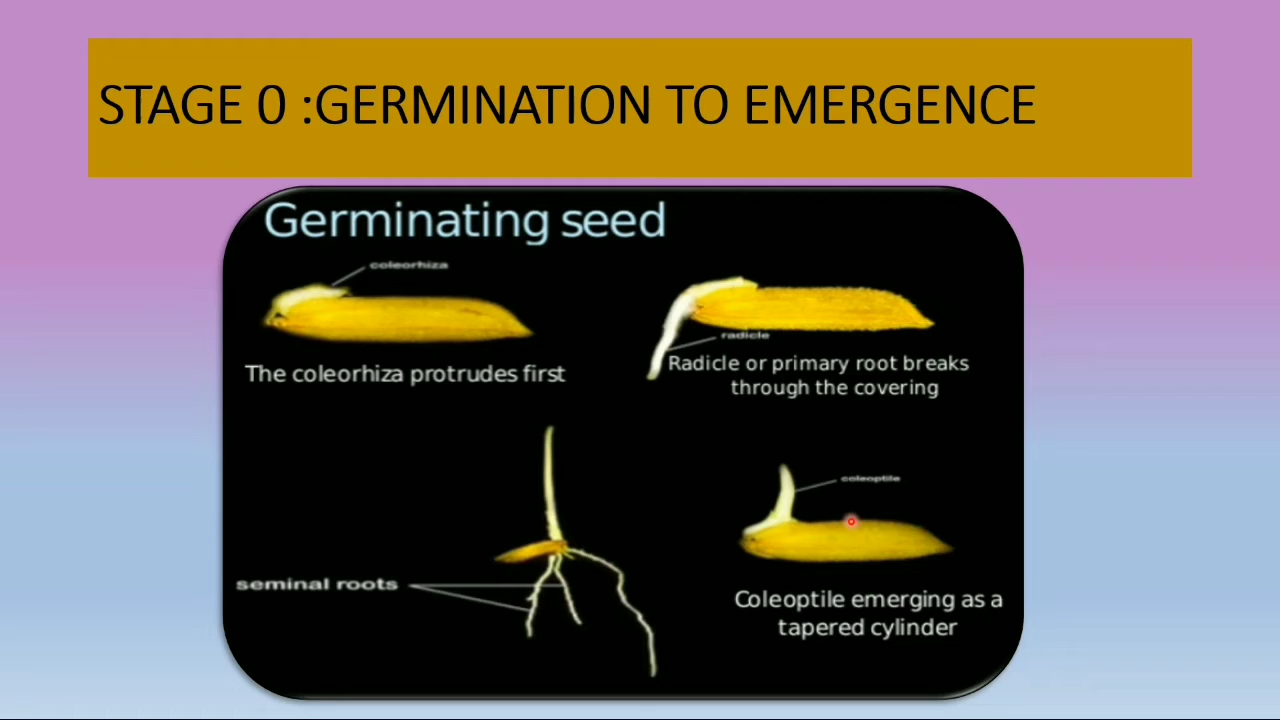 STAGE 0 :GERMINATION TO EMERGENCE
Germinating seed
coleorhiza
The coleorhiza protrudes first
radicle
Radicle or primary root breaks
through the covering
seminal roots
coleoptile
Coleoptile emerging as a
tapered cylinder